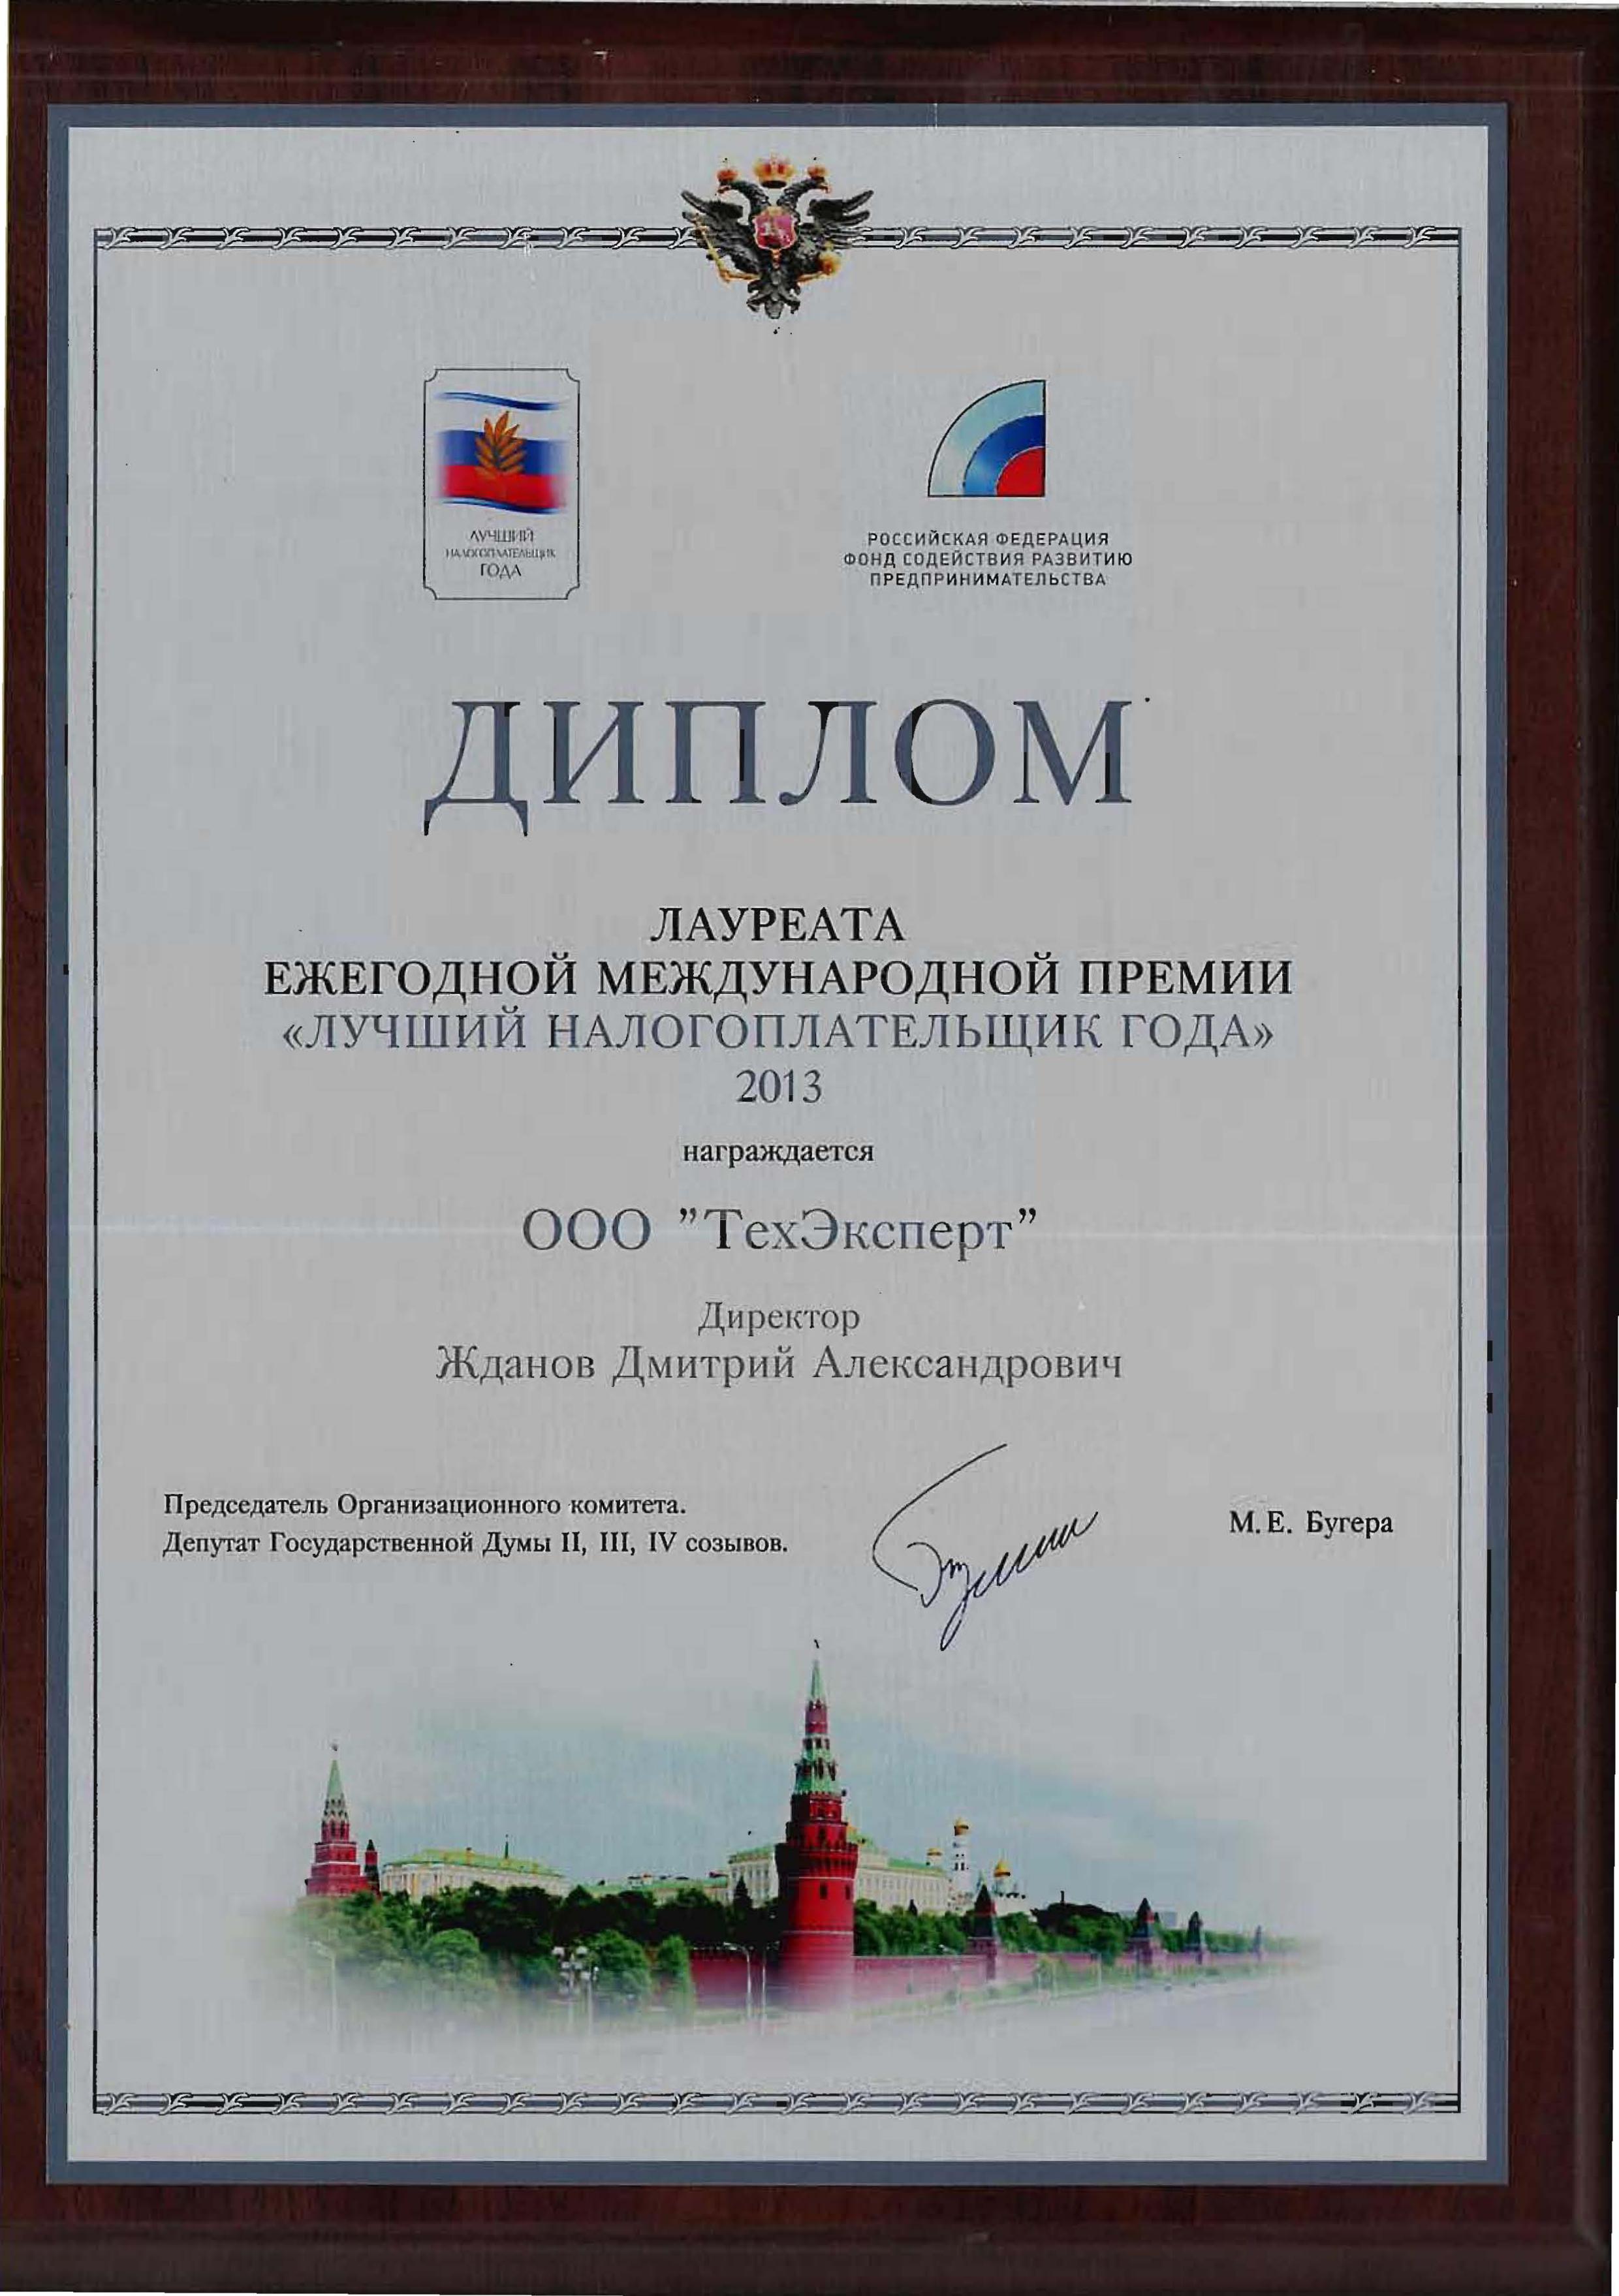 ЛУЧШИЙ
НАЛОГОПЛАТЕЛЬЩИК
ГОДА
РОССИЙСКАЯ ФЕДЕРАЦИЯ
ФОНД СОДЕЙСТВИЯ РАЗВИТИЮ
ПРЕДПРИНИМАТЕЛЬСТВА
ДИПЛОМ
ЛАУРЕАТА
ЕЖЕГОДНОЙ МЕЖДУНАРОДНОЙ ПРЕМИИ
«ЛУЧШИЙ НАЛОГОПЛАТЕЛЬЩИК ГОДА»
2013
награждается
ООО "ТехЭксперт"
Директор
Жданов Дмитрий Александрович
Председатель Организационного комитета.
Депутат Государственной Думы II, III, IV созывов.
М. Е. Бугера